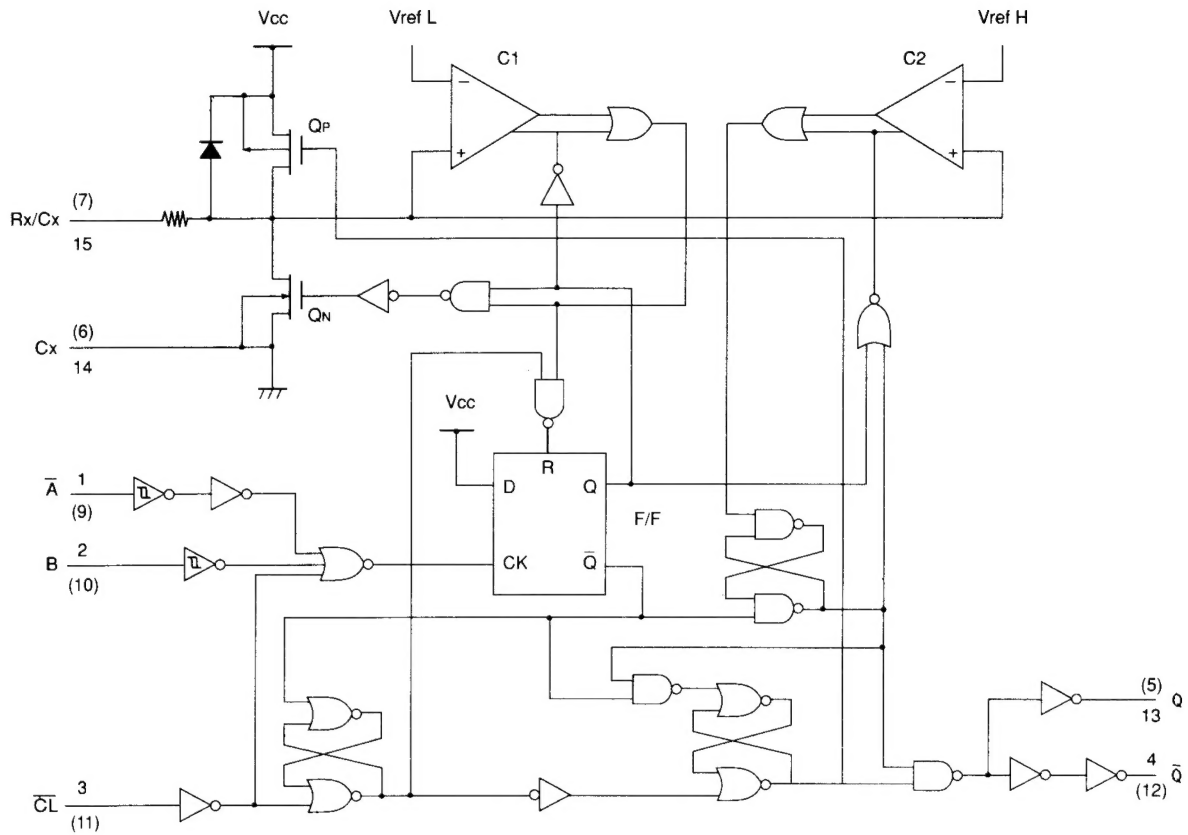 Vcc
Vref L
Vref H
C1
C2
QP
(7)
Rx/Cx
15
QN
(6)
Cx
14
Vcc
R
D
Q
F/F
CK
Q̅
A̅
1
(9)
B
2
(10)
(5)
Q
13
4
Q̅
(12)
C̅L̅
3
(11)